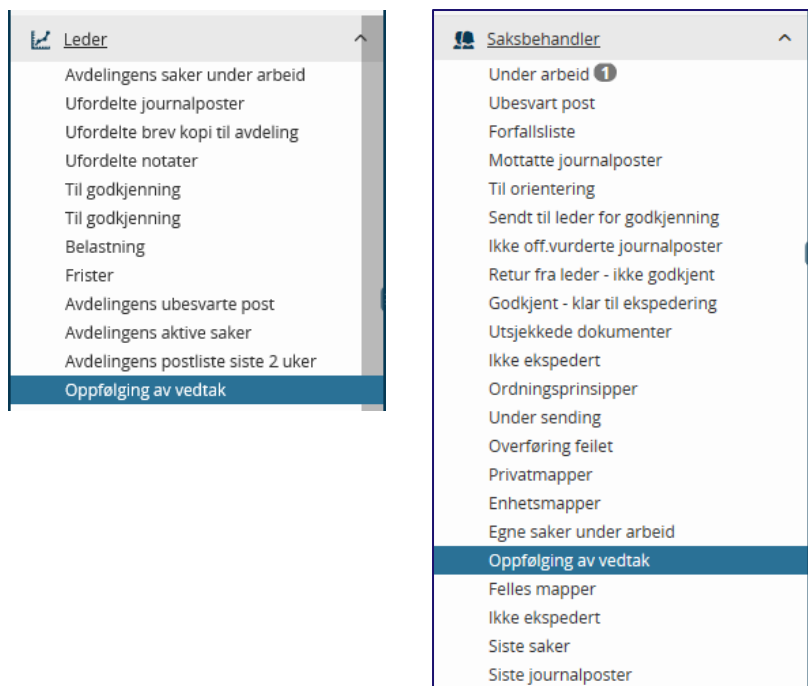 Leder
Avdelingens saker under arbeid
Ufordelte journalposter
Ufordelte brev kopi til avdeling
Ufordelte notater
Til godkjenning
Til godkjenning
Belastning
Frister
Avdelingens ubesvarte post
Avdelingens aktive saker
Avdelingens postliste siste 2 uker
Oppfølging av vedtak
Saksbehandler
Under arbeid 1
Ubesvart post
Forfallsliste
Mottatte journalposter
Til orientering
Sendt til leder for godkjenning
Ikke off.vurderte journalposter
Retur fra leder - ikke godkjent
Godkjent - klar til ekspedering
Utsjekkede dokumenter
Ikke ekspedert
Ordningsprinsipper
Under sending
Overføring feilet
Privatmapper
Enhetsmapper
Egne saker under arbeid
Oppfølging av vedtak
Felles mapper
Ikke ekspedert
Siste saker
Siste journalposter